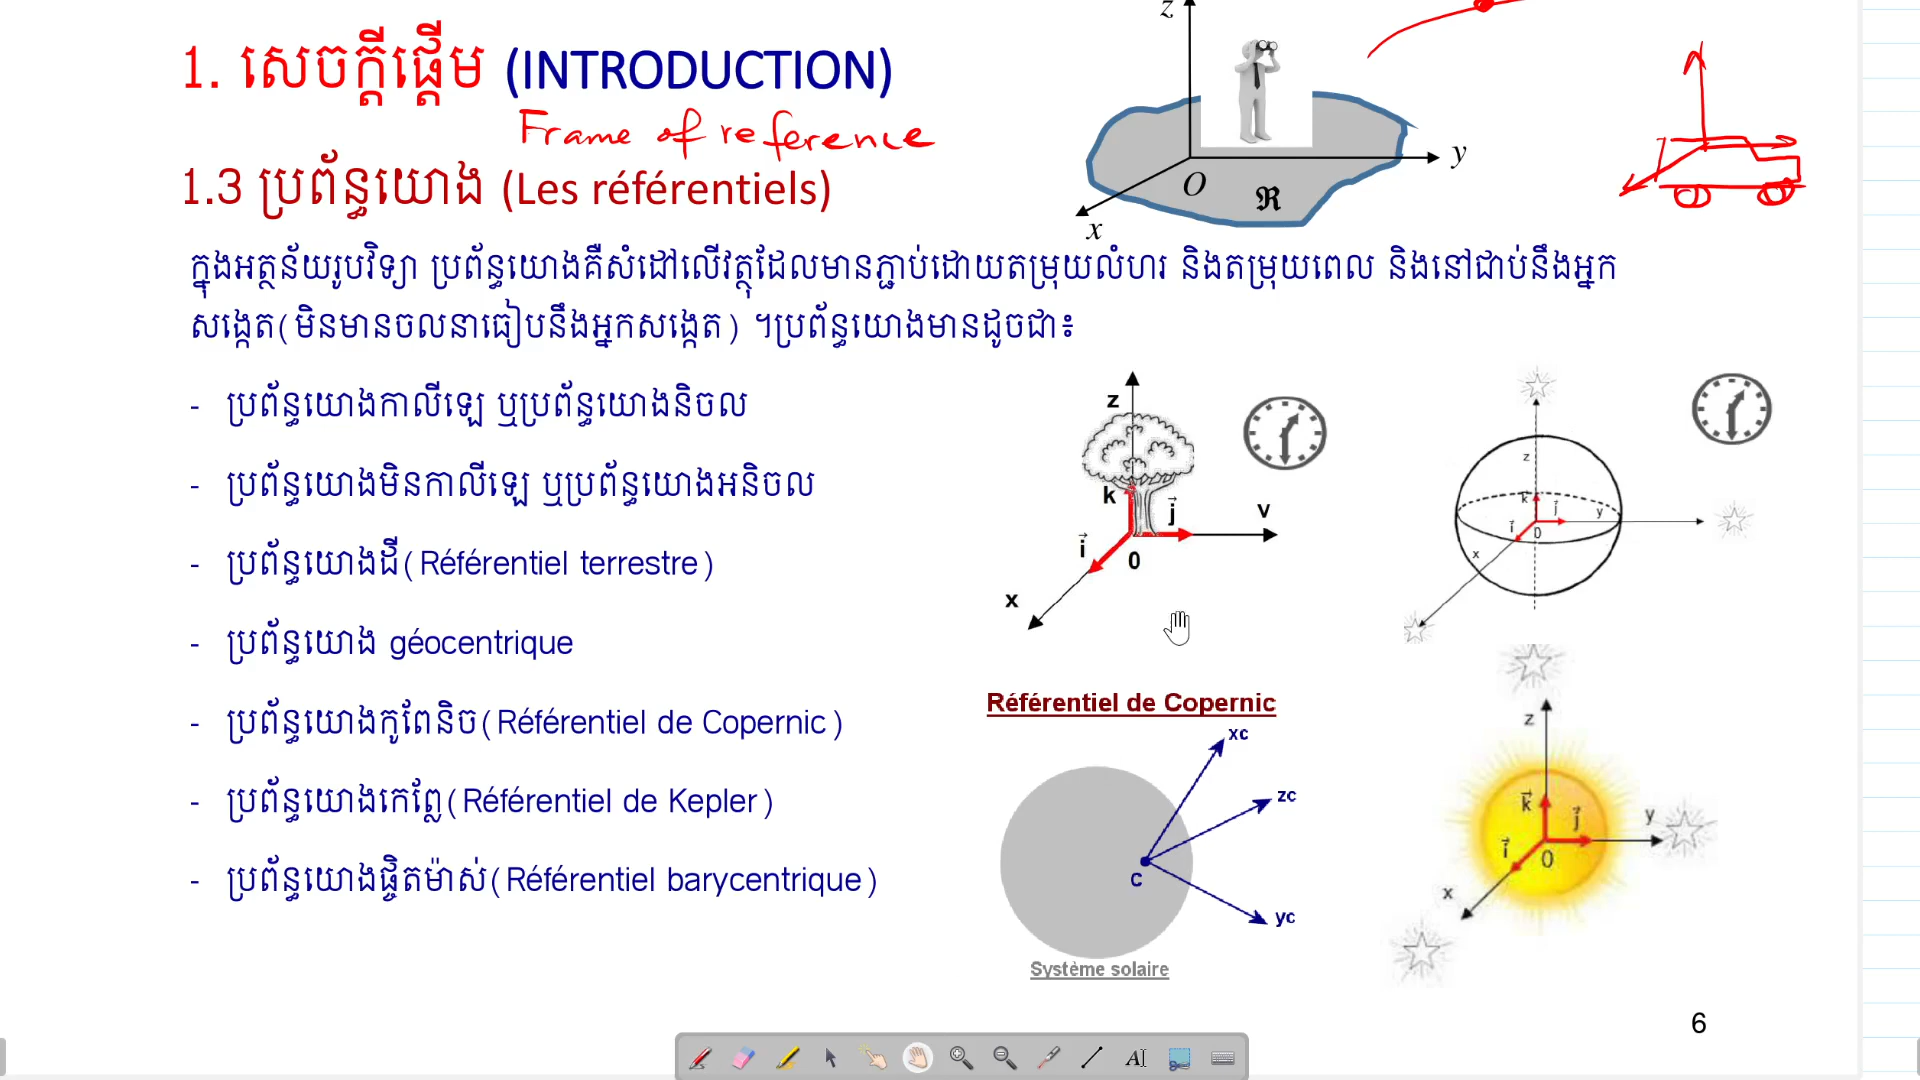 1. សេចក្តីផ្តើម (INTRODUCTION)
Frame of reference
1.3 ប្រព័ន្ធយោង (Les référentiels)
z
y
O
ℜ
x
ក្នុងអត្ថន័យរូបវិទ្យា ប្រព័ន្ធយោងគឺសំដៅលើវត្ថុដែលមានភ្ជាប់ដោយតម្រុយលំហរ និងតម្រុយពេល និងនៅជាប់នឹងអ្នក
សង្កេត(មិនមានចលនាធៀបនឹងអ្នកសង្កេត) ។ប្រព័ន្ធយោងមានដូចជា៖
- ប្រព័ន្ធយោងកាលីឡេ ឬប្រព័ន្ធយោងនិចល
- ប្រព័ន្ធយោងមិនកាលីឡេ ឬប្រព័ន្ធយោងអនិចល
- ប្រព័ន្ធយោងដី(Référentiel terrestre)
- ប្រព័ន្ធយោង géocentrique
- ប្រព័ន្ធយោងកូពែនិច(Référentiel de Copernic)
- ប្រព័ន្ធយោងកេព្លែ(Référentiel de Kepler)
- ប្រព័ន្ធយោងផ្ចិតម៉ាស់(Référentiel barycentrique)
z
k
j
v
i
0
x
z
k
j
y
i
0
x
Référentiel de Copernic
xc
zc
c
yc
Système solaire
z
k
j
y
i
0
x
6
AI